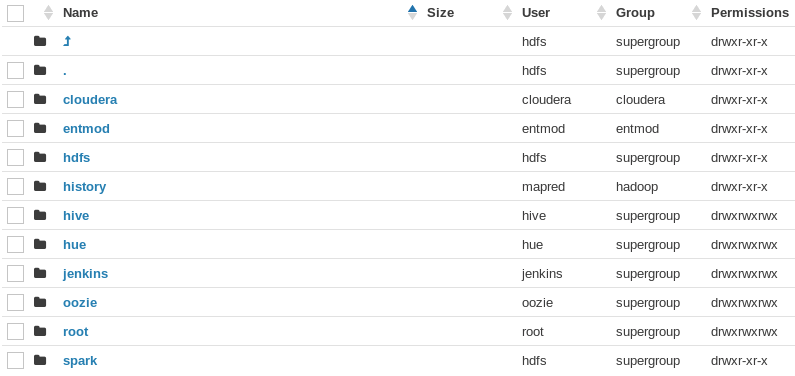 Name Size User Group Permissions
hdfs supergroup drwxr-xr-x
. hdfs supergroup drwxr-xr-x
cloudera cloudera cloudera drwxr-xr-x
entmod entmod entmod drwxr-xr-x
hdfs hdfs supergroup drwxr-xr-x
history mapred hadoop drwxr-xr-x
hive hive supergroup drwxrwxrwx
hue hue supergroup drwxrwxrwx
jenkins jenkins supergroup drwxrwxrwx
oozie oozie supergroup drwxrwxrwx
root root supergroup drwxrwxrwx
spark hdfs supergroup drwxr-xr-x